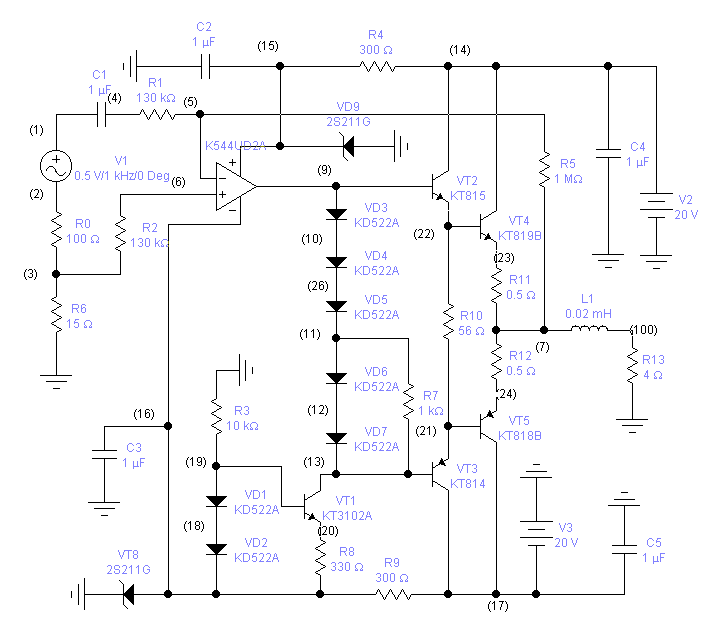 C2
1 µF
(15)
R4
300 Ω
(14)
C1
1 µF
(4)
R1
130 kΩ
(5)
VD9
2S211G
K544UD2A
(1)
V1
0.5 V/1 kHz/0 Deg
(2)
(6)
(9)
VT2
KT815
R5
1 MΩ
C4
1 µF
V2
20 V
R0
100 Ω
R2
130 kΩ
VD3
KD522A
(10)
VD4
KD522A
(22)
VT4
KT819B
(23)
(3)
(26)
VD5
KD522A
R11
0.5 Ω
R6
15 Ω
R10
56 Ω
L1
0.02 mH
(11)
(7)
(100)
R12
0.5 Ω
R13
4 Ω
VD6
KD522A
R7
1 kΩ
(24)
(12)
(16)
R3
10 kΩ
VD7
KD522A
(21)
VT5
KT818B
C3
1 µF
(19)
(13)
VT3
KT814
VD1
KD522A
VT1
KT3102A
(18)
(20)
V3
20 V
C5
1 µF
VD2
KD522A
R8
330 Ω
VT8
2S211G
R9
300 Ω
(17)